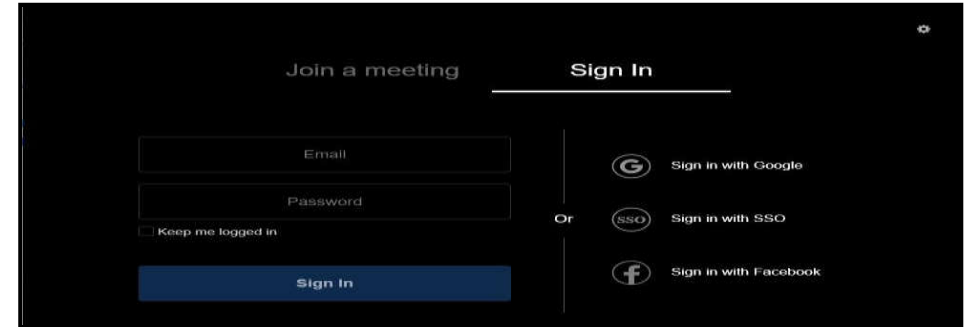 Join a meeting
Sign In
Email
Password
Keep me logged in
Sign In
Or
G
Sign in with Google
SSO
Sign in with SSO
f
Sign in with Facebook